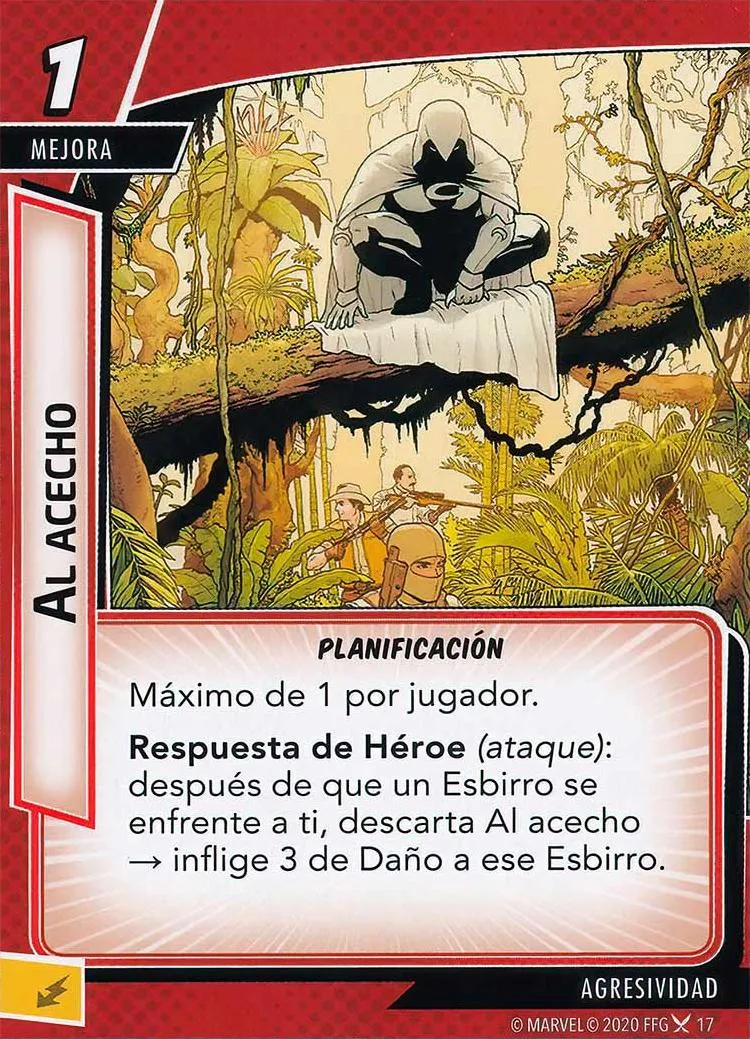 1
MEJORA
AL ACECHO
PLANIFICACIÓN
Máximo de 1 por jugador.
Respuesta de Héroe (ataque):
después de que un Esbirro se
enfrente a ti, descarta Al acecho
→ inflige 3 de Daño a ese Esbirro.
AGRESIVIDAD
© MARVEL © 2020 FFG 17